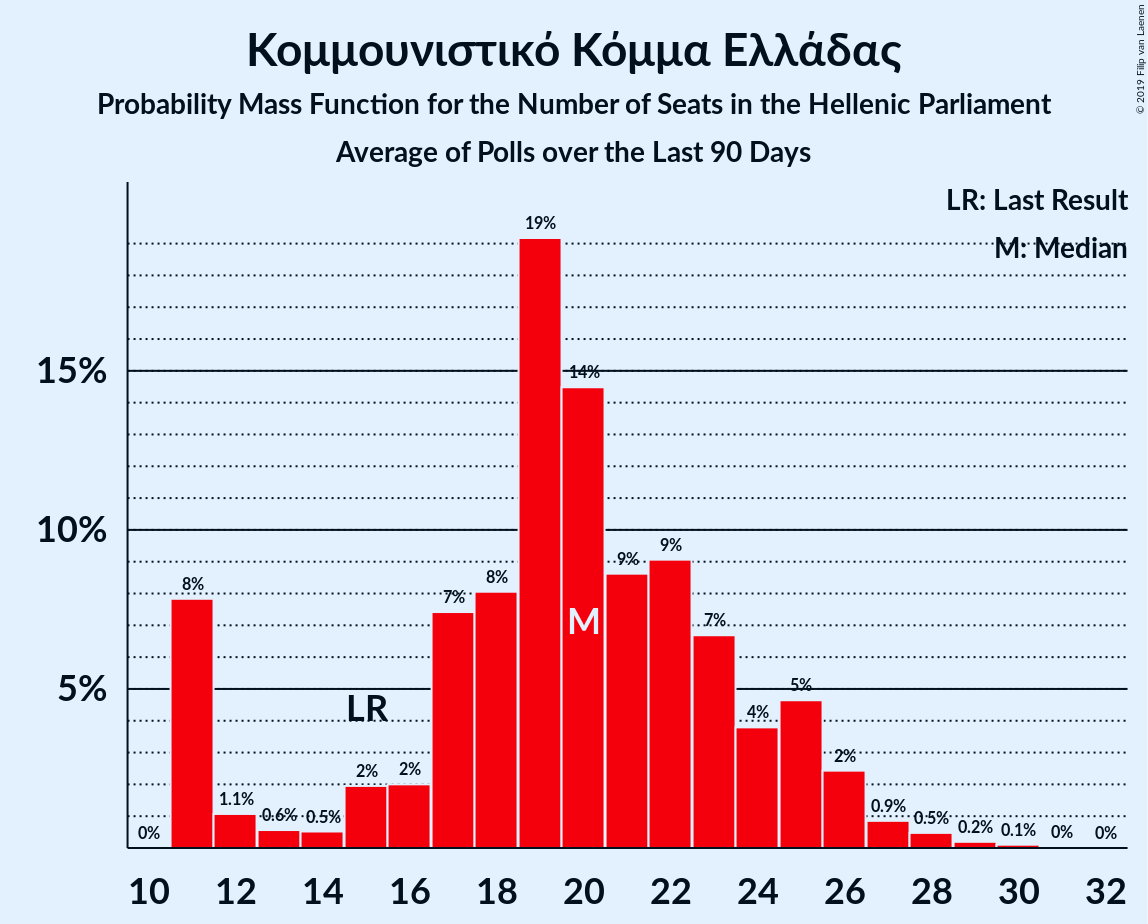 Κομμουνιστικό Κόμμα Ελλάδας
Probability Mass Function for the Number of Seats in the Hellenic Parliament
Average of Polls over the Last 90 Days
© 2019 Filip van Laenen
LR: Last Result
M: Median
19%
15%
14%
10%
9%
9%
8%
8%
7%
7%
M
5%
5%
LR
4%
2%
2%
2%
1.1%
0.9%
0.6%
0.5%
0.5%
0.2%
0.1%
0%
0%
0%
10 12 14 16 18 20 22 24 26 28 30 32